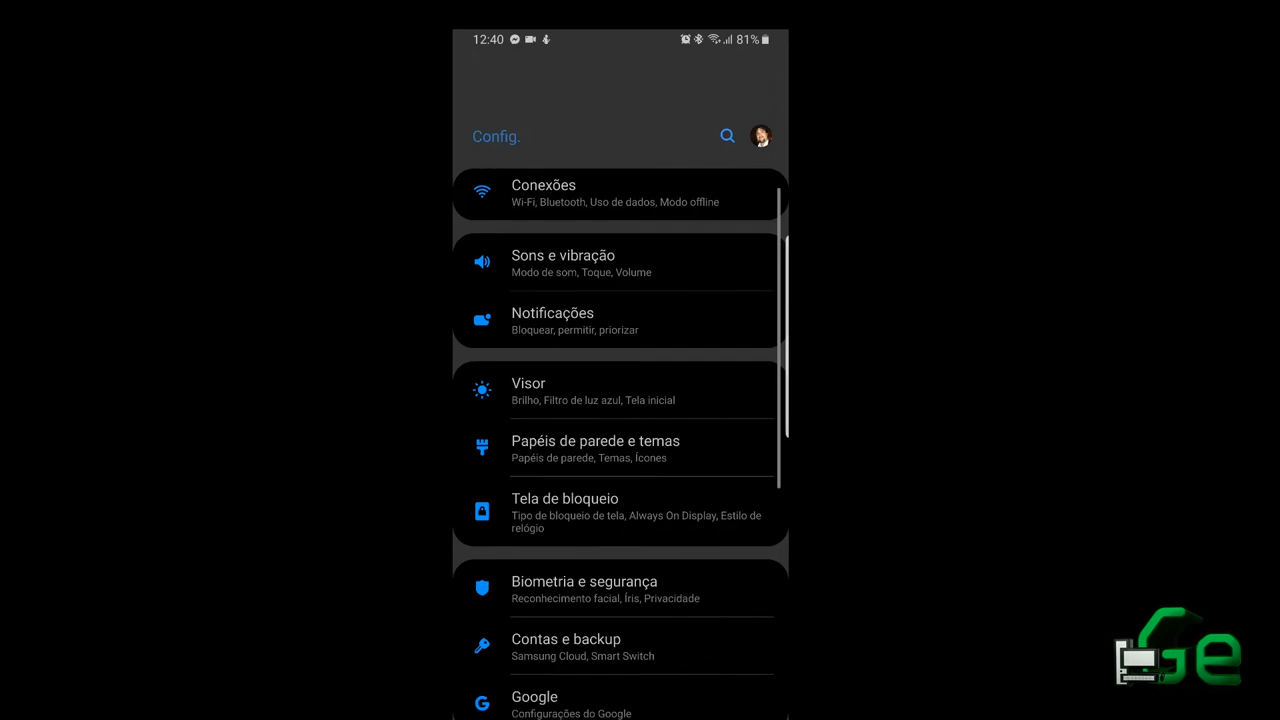 12:40 81%
Config.
Conexões
Wi-Fi, Bluetooth, Uso de dados, Modo offline
Sons e vibração
Modo de som, Toque, Volume
Notificações
Bloquear, permitir, priorizar
Visor
Brilho, Filtro de luz azul, Tela inicial
Papéis de parede e temas
Papéis de parede, Temas, Ícones
Tela de bloqueio
Tipo de bloqueio de tela, Always On Display, Estilo de
relógio
Biometria e segurança
Reconhecimento facial, Íris, Privacidade
Contas e backup
Samsung Cloud, Smart Switch
Google
Configurações do Google
Ge